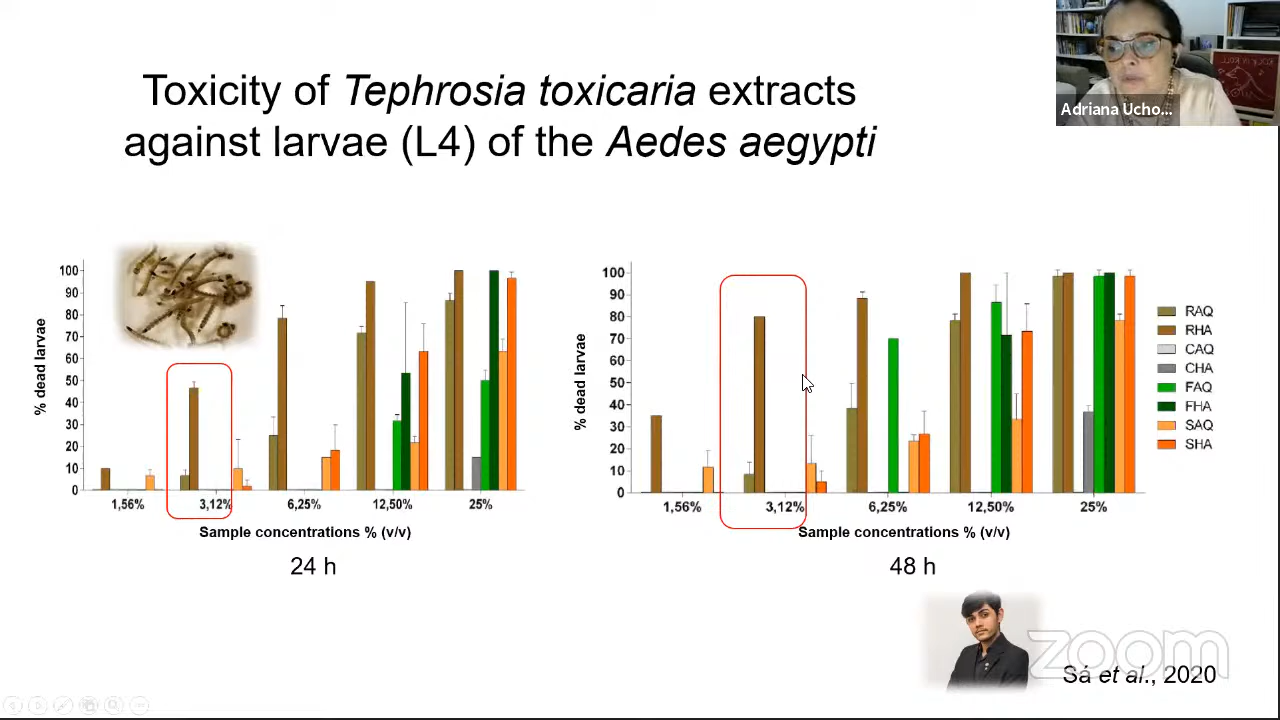 Toxicity of Tephrosia toxicaria extracts
against larvae (L4) of the Aedes aegypti
Adriana Ucho...
% dead larvae
100
90
80
70
60
50
40
30
20
10
0
1,56%
3,12%
6,25%
12,50%
25%
Sample concentrations % (v/v)
24 h
% dead larvae
100
90
80
70
60
50
40
30
20
10
0
1,56%
3,12%
6,25%
12,50%
25%
Sample concentrations % (v/v)
48 h
RAQ
RHA
CAQ
CHA
FAQ
FHA
SAQ
SHA
zoom
Sá et al., 2020